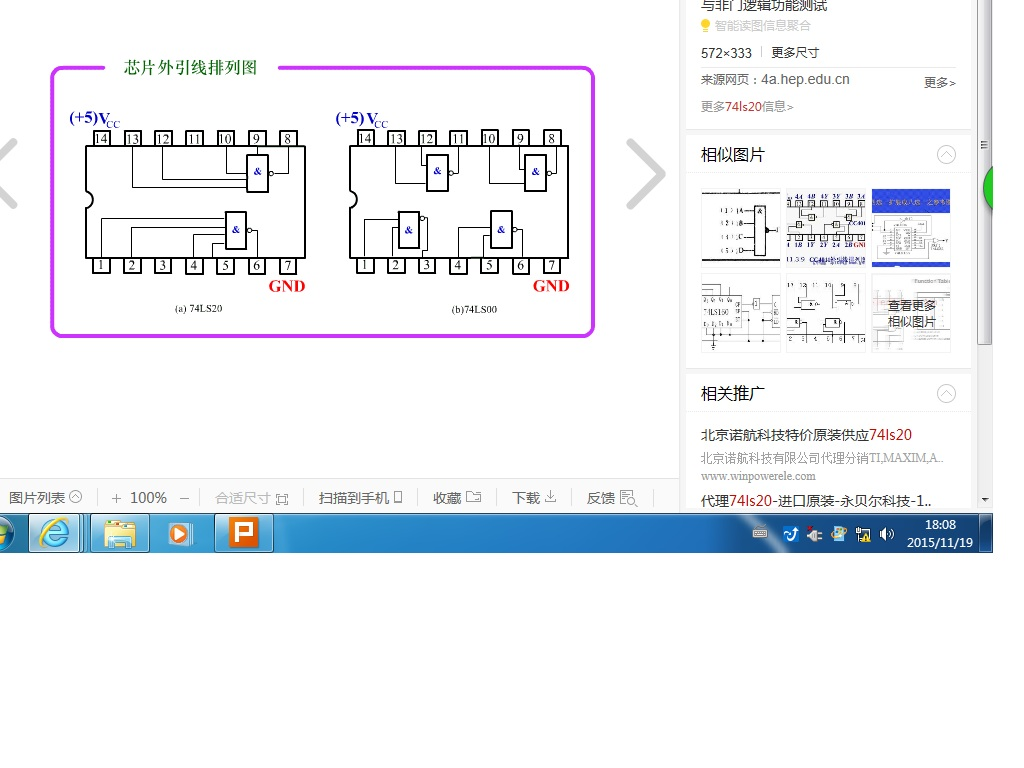 芯片外引线排列图
(+5)VCC
14 13 12 11 10 9 8
&
&
1 2 3 4 5 6 7
GND
(a) 74LS20
(+5)VCC
14 13 12 11 10 9 8
& &
& &
1 2 3 4 5 6 7
GND
(b)74LS00
与非门逻辑功能测试
智能读图信息聚合
572×333 更多尺寸
来源网页：4a.hep.edu.cn 更多>
更多74ls20信息>
相似图片
74LS160
查看更多
相似图片
相关推广
北京诺航科技特价原装供应74ls20
北京诺航科技有限公司代理分销TI,MAXIM,A..
www.winpowerele.com
代理74ls20-进口原装-永贝尔科技-1..
图片列表 + 100% − 合适尺寸 扫描到手机 收藏 下载 反馈
18:08
2015/11/19